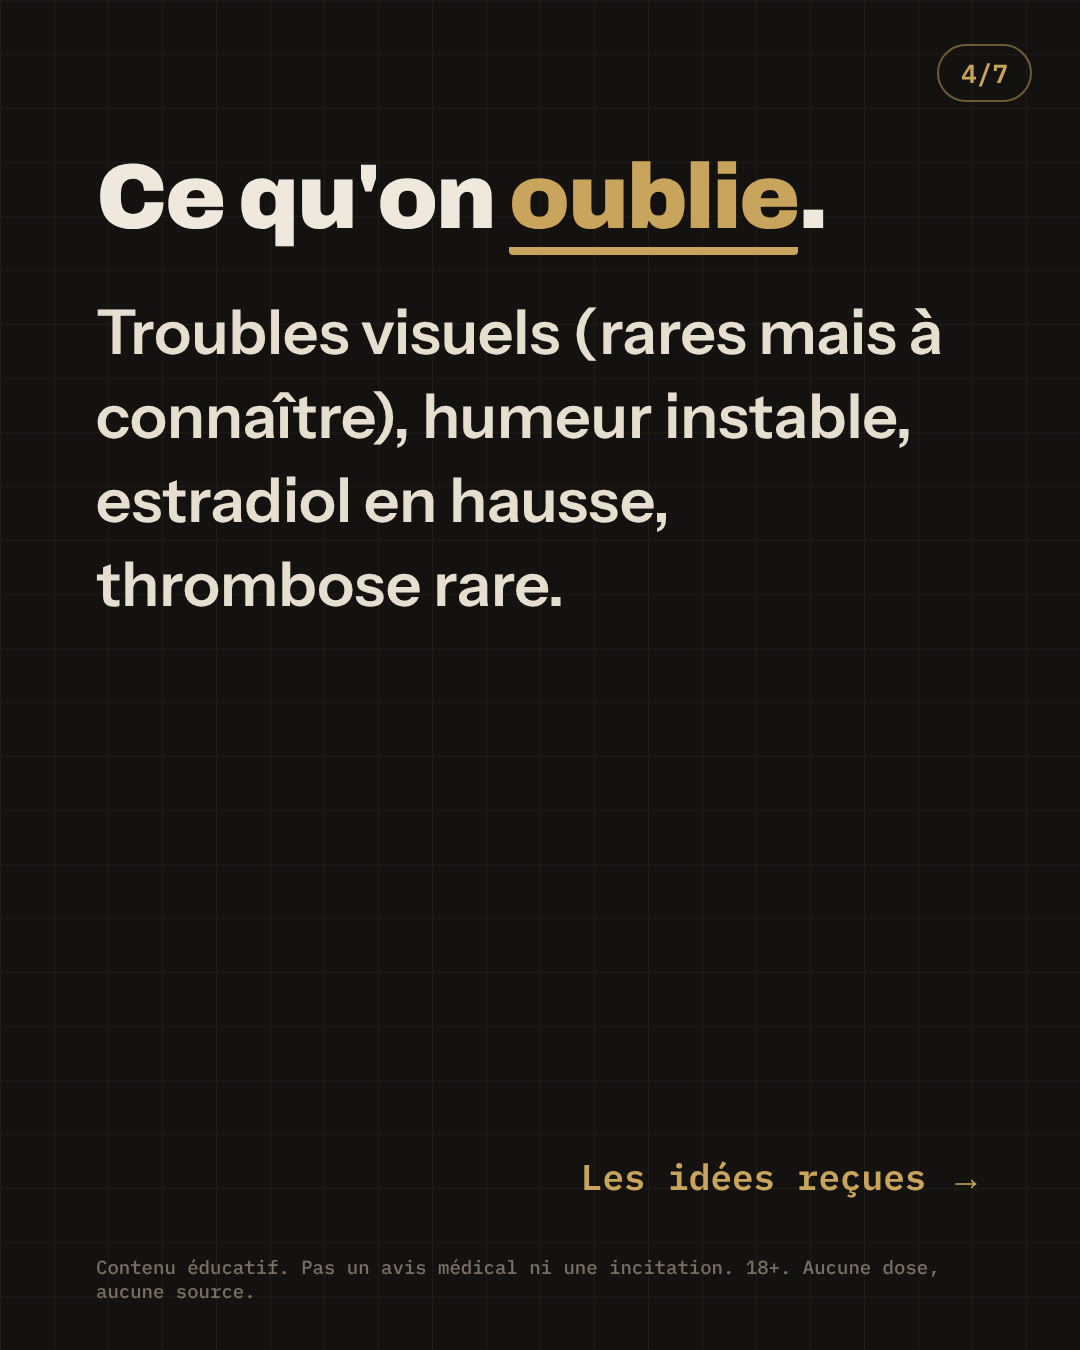 4/7
Ce qu'on oublie.
Troubles visuels (rares mais à
connaître), humeur instable,
estradiol en hausse,
thrombose rare.
Les idées reçues →
Contenu éducatif. Pas un avis médical ni une incitation. 18+. Aucune dose,
aucune source.